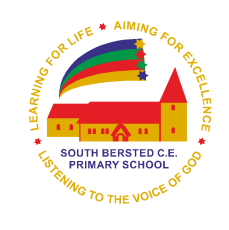 LEARNING FOR LIFE ★ AIMING FOR EXCELLENCE
SOUTH BERSTED C.E.
PRIMARY SCHOOL
★ LISTENING TO THE VOICE OF GOD ★